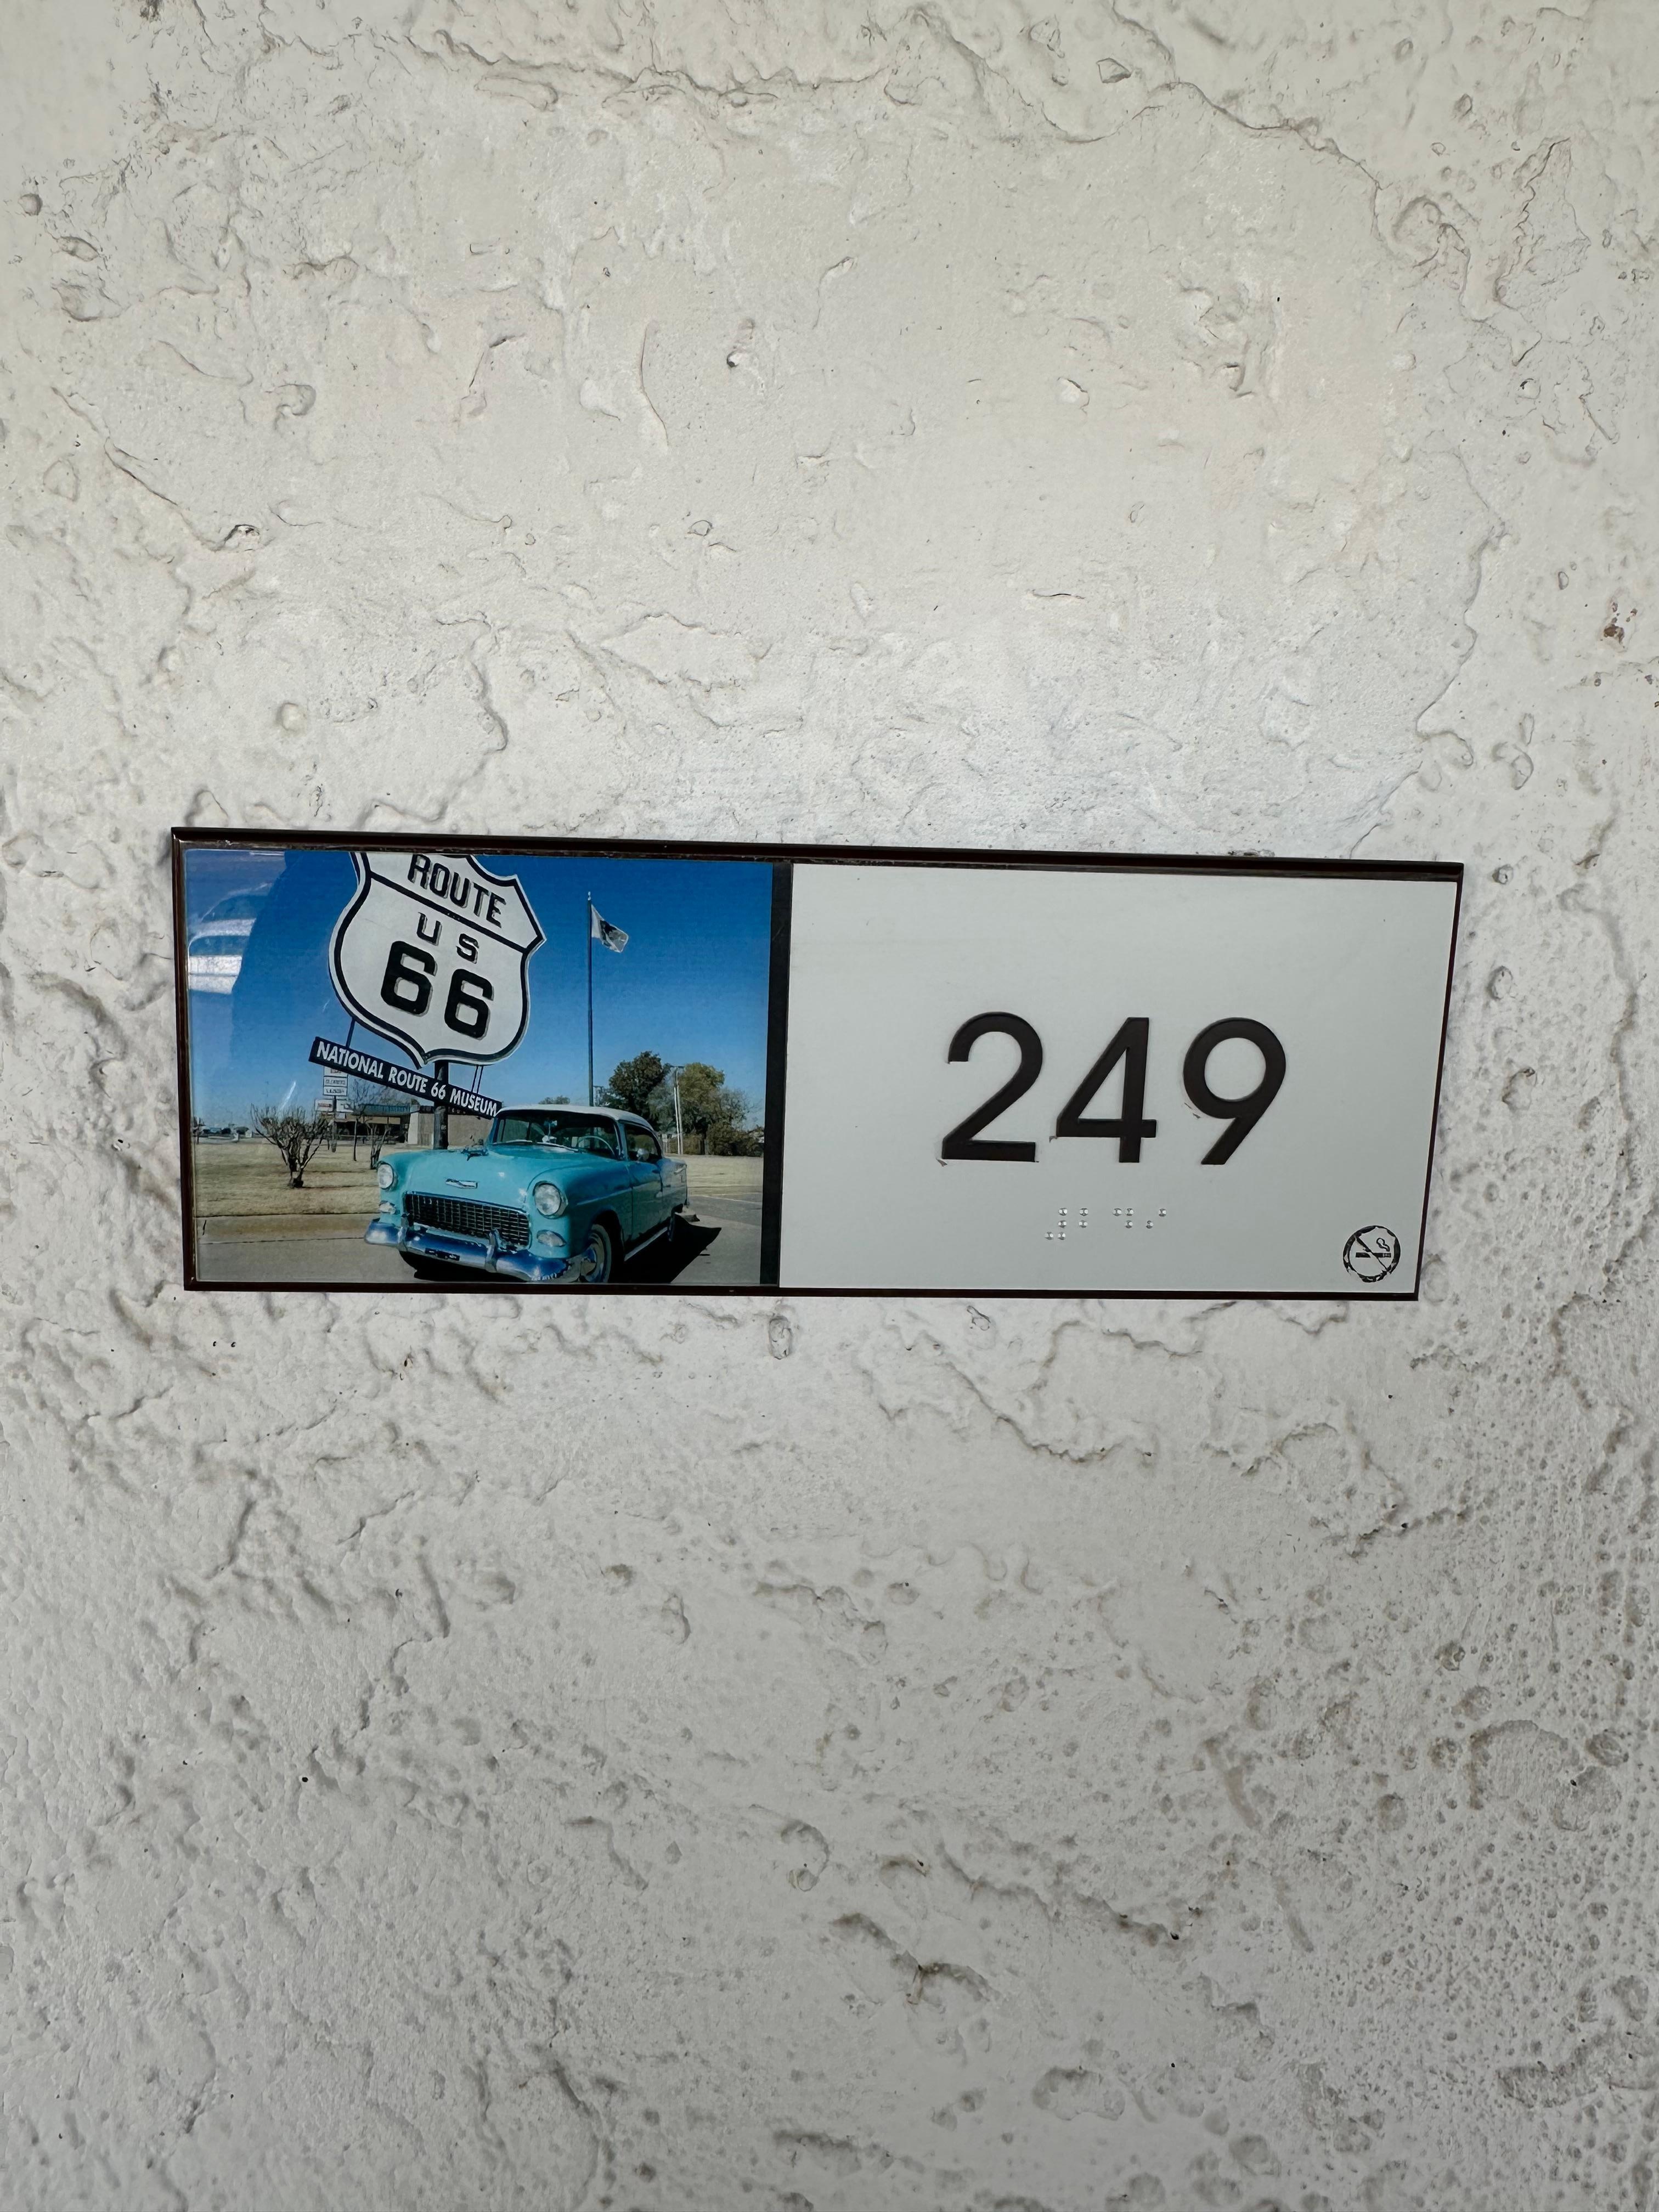 ROUTE
US
66
NATIONAL ROUTE 66 MUSEUM
249
⠼⠃⠙⠊